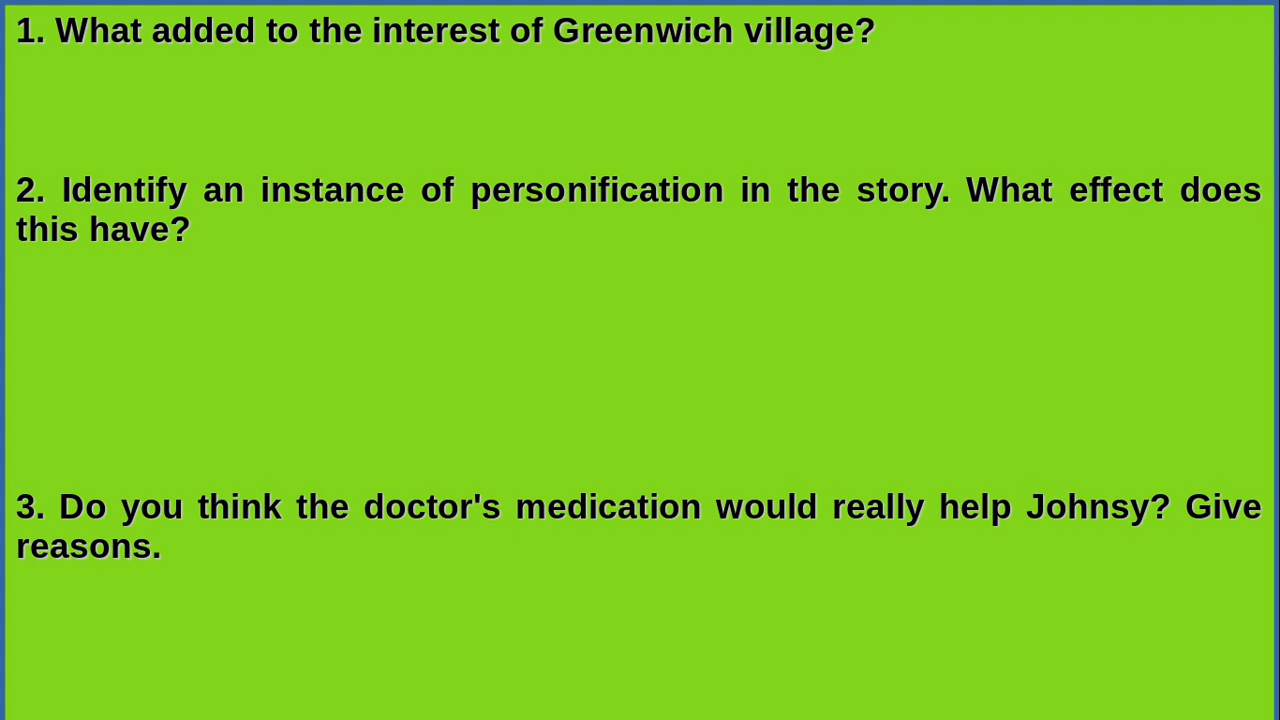 1. What added to the interest of Greenwich village?
2. Identify an instance of personification in the story. What effect does
this have?
3. Do you think the doctor's medication would really help Johnsy? Give
reasons.